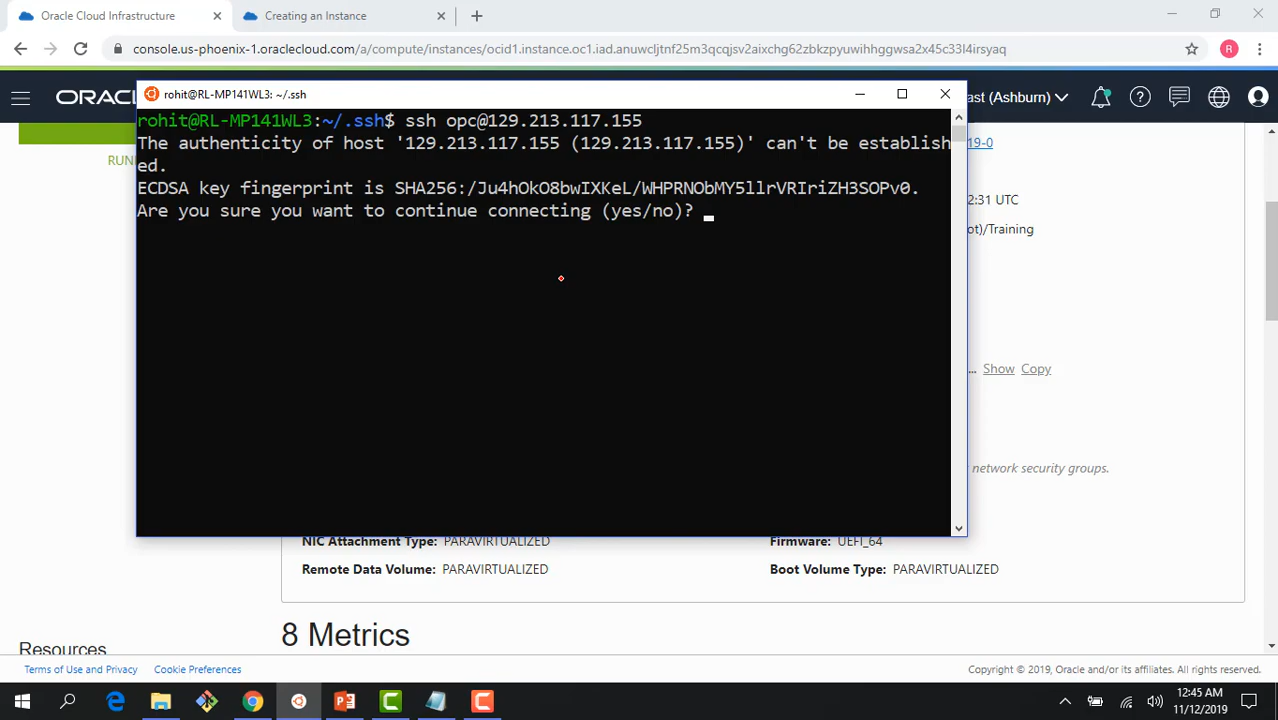 Oracle Cloud Infrastructure
Creating an Instance
console.us-phoenix-1.oraclecloud.com/a/compute/instances/ocid1.instance.oc1.iad.anuwcljtnf25m3qcqjsv2aixchg62zbkzpyuwihhggwsa2x45c33l4irsyaq
R
ORAC
rohit@RL-MP141WL3: ~/.ssh
ast (Ashburn)
rohit@RL-MP141WL3:~/.ssh$ ssh opc@129.213.117.155
The authenticity of host '129.213.117.155 (129.213.117.155)' can't be establish
ed.
ECDSA key fingerprint is SHA256:/Ju4hOkO8bwIXKeL/WHPRNObMY5llrVRIriZH3SOPv0.
Are you sure you want to continue connecting (yes/no)?
RUN
19-0
2:31 UTC
ot)/Training
... Show Copy
network security groups.
NIC Attachment Type: PARAVIRTUALIZED
Firmware: UEFI_64
Remote Data Volume: PARAVIRTUALIZED
Boot Volume Type: PARAVIRTUALIZED
8 Metrics
Resources
Terms of Use and Privacy
Cookie Preferences
Copyright © 2019, Oracle and/or its affiliates. All rights reserved.
12:45 AM
11/12/2019